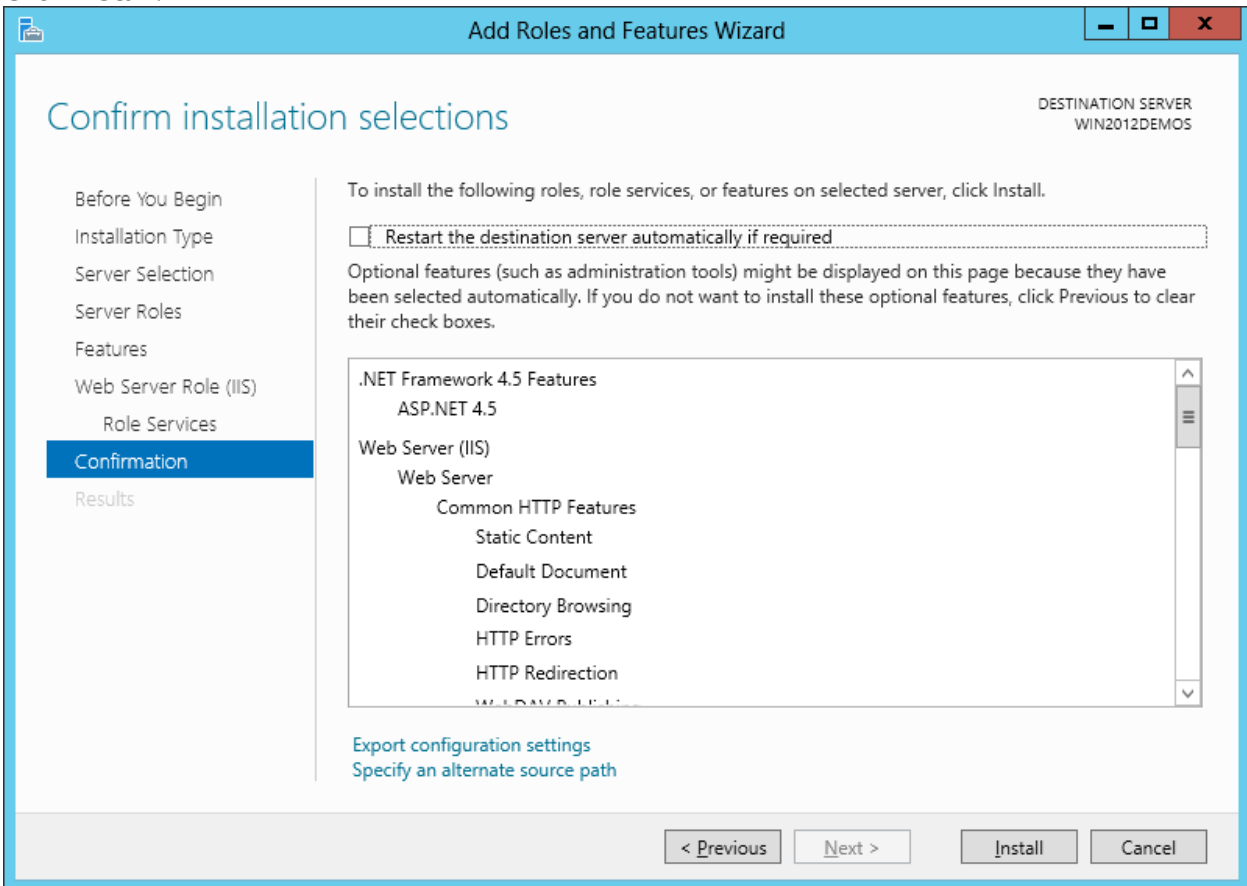 Add Roles and Features Wizard
Confirm installation selections
DESTINATION SERVER
WIN2012DEMOS
Before You Begin
Installation Type
Server Selection
Server Roles
Features
Web Server Role (IIS)
Role Services
Confirmation
Results
To install the following roles, role services, or features on selected server, click Install.
Restart the destination server automatically if required
Optional features (such as administration tools) might be displayed on this page because they have
been selected automatically. If you do not want to install these optional features, click Previous to clear
their check boxes.
.NET Framework 4.5 Features
ASP.NET 4.5
Web Server (IIS)
Web Server
Common HTTP Features
Static Content
Default Document
Directory Browsing
HTTP Errors
HTTP Redirection
WebDAV Publishing
Export configuration settings
Specify an alternate source path
< Previous
Next >
Install
Cancel